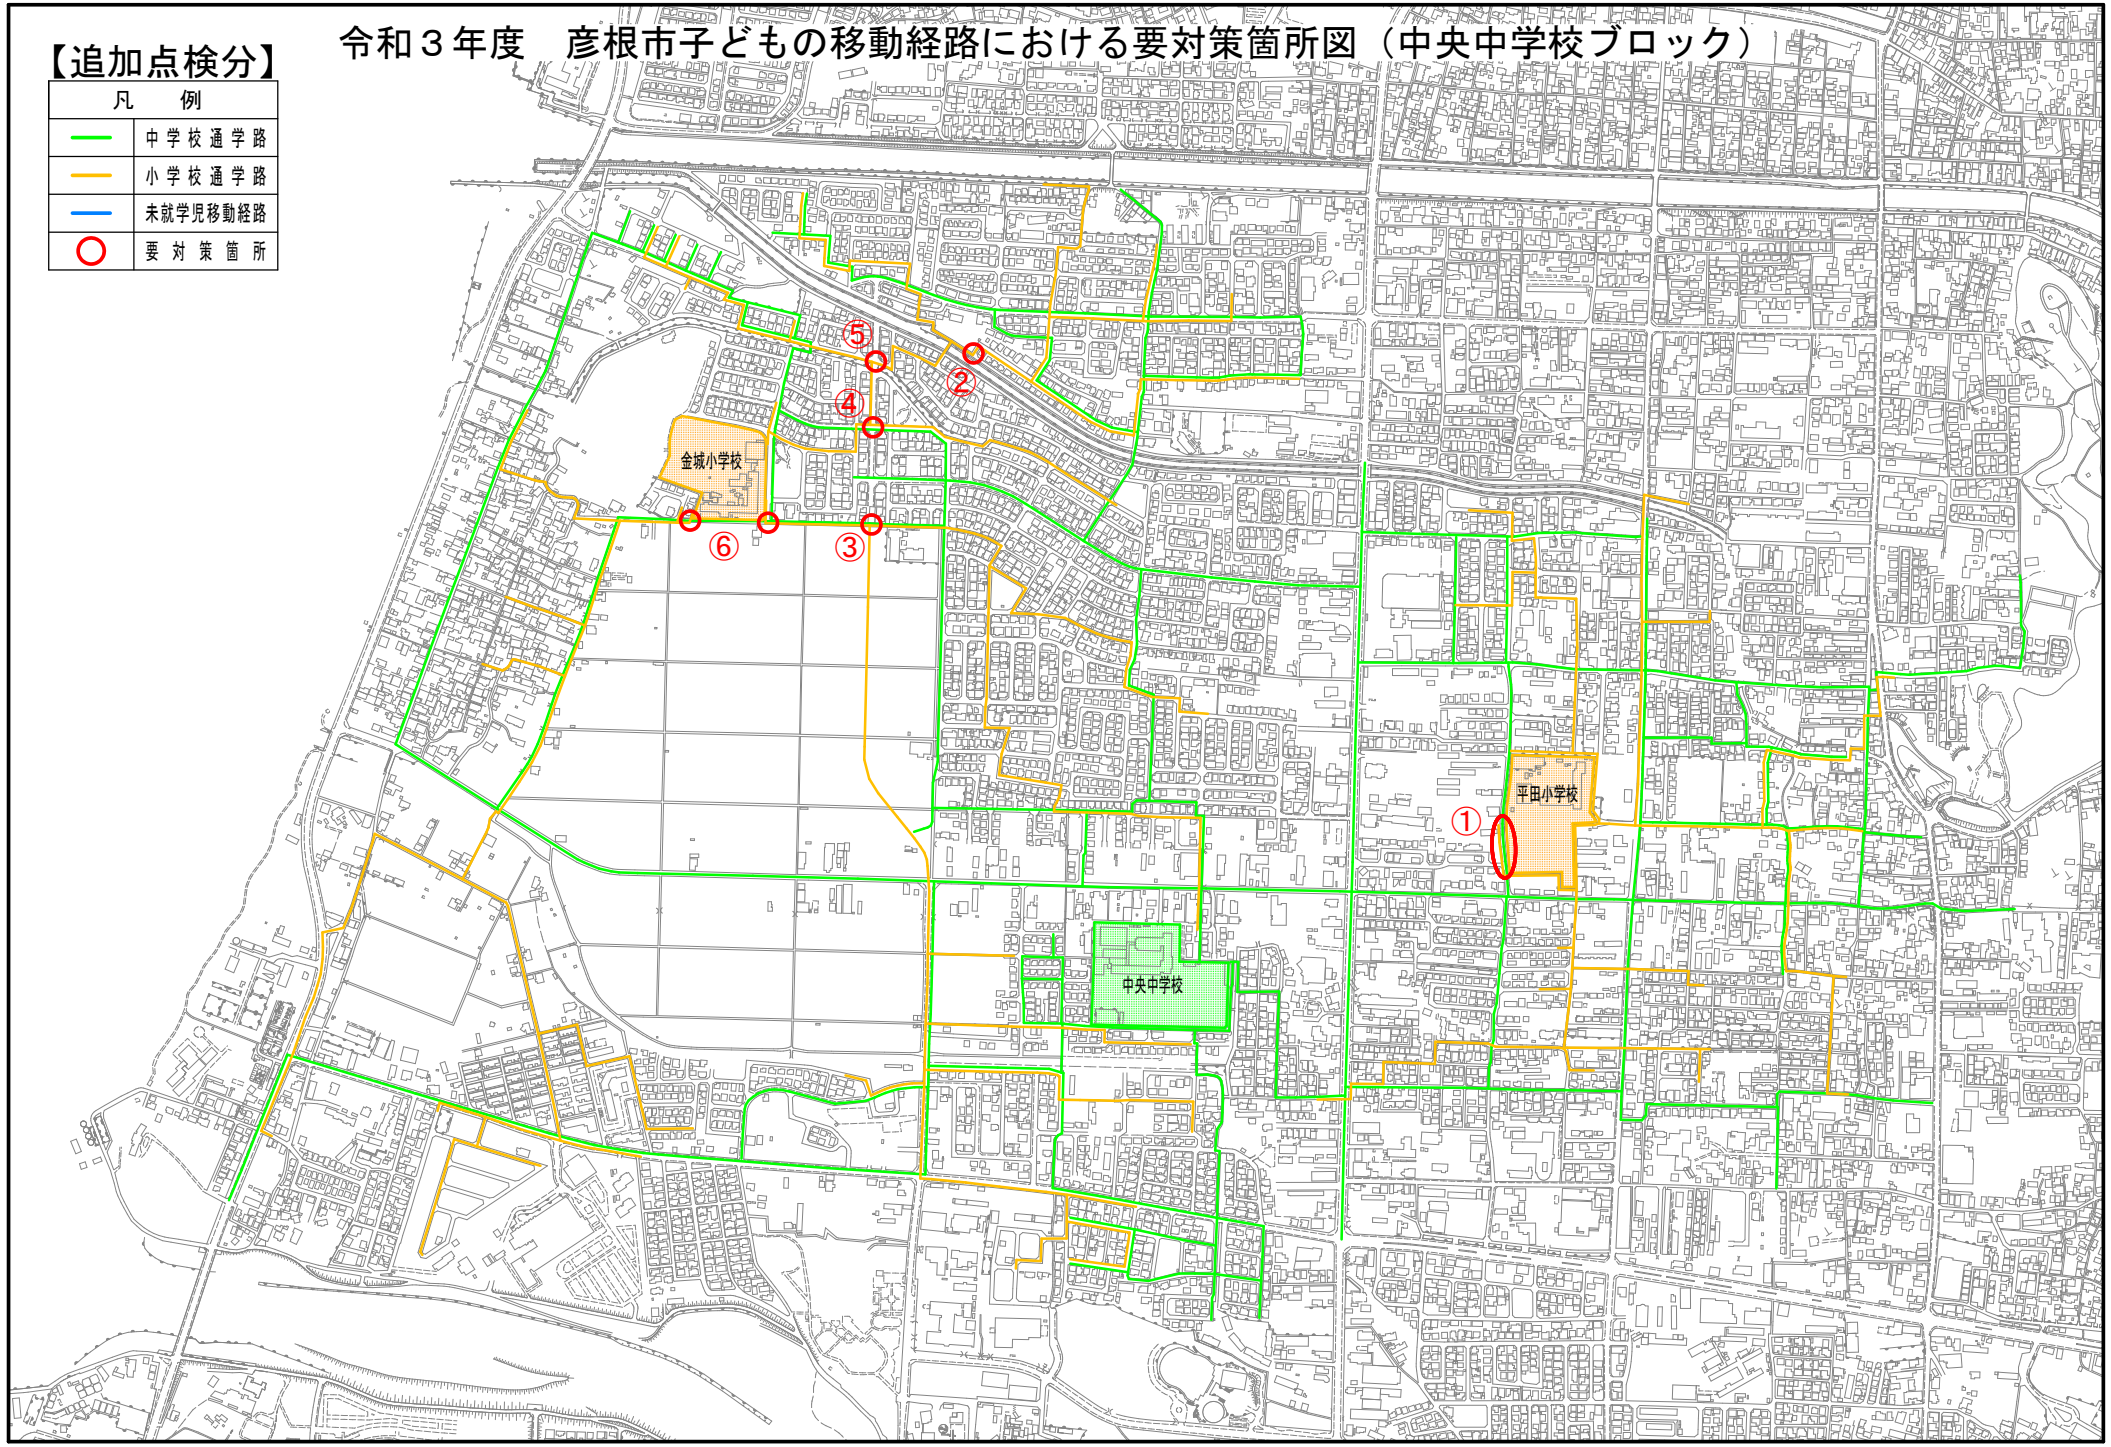 令和３年度　彦根市子どもの移動経路における要対策箇所図（中央中学校ブロック）
【追加点検分】
凡　例
中学校通学路
小学校通学路
未就学児移動経路
要対策箇所
⑤
②
④
金城小学校
⑥
③
平田小学校
①
中央中学校